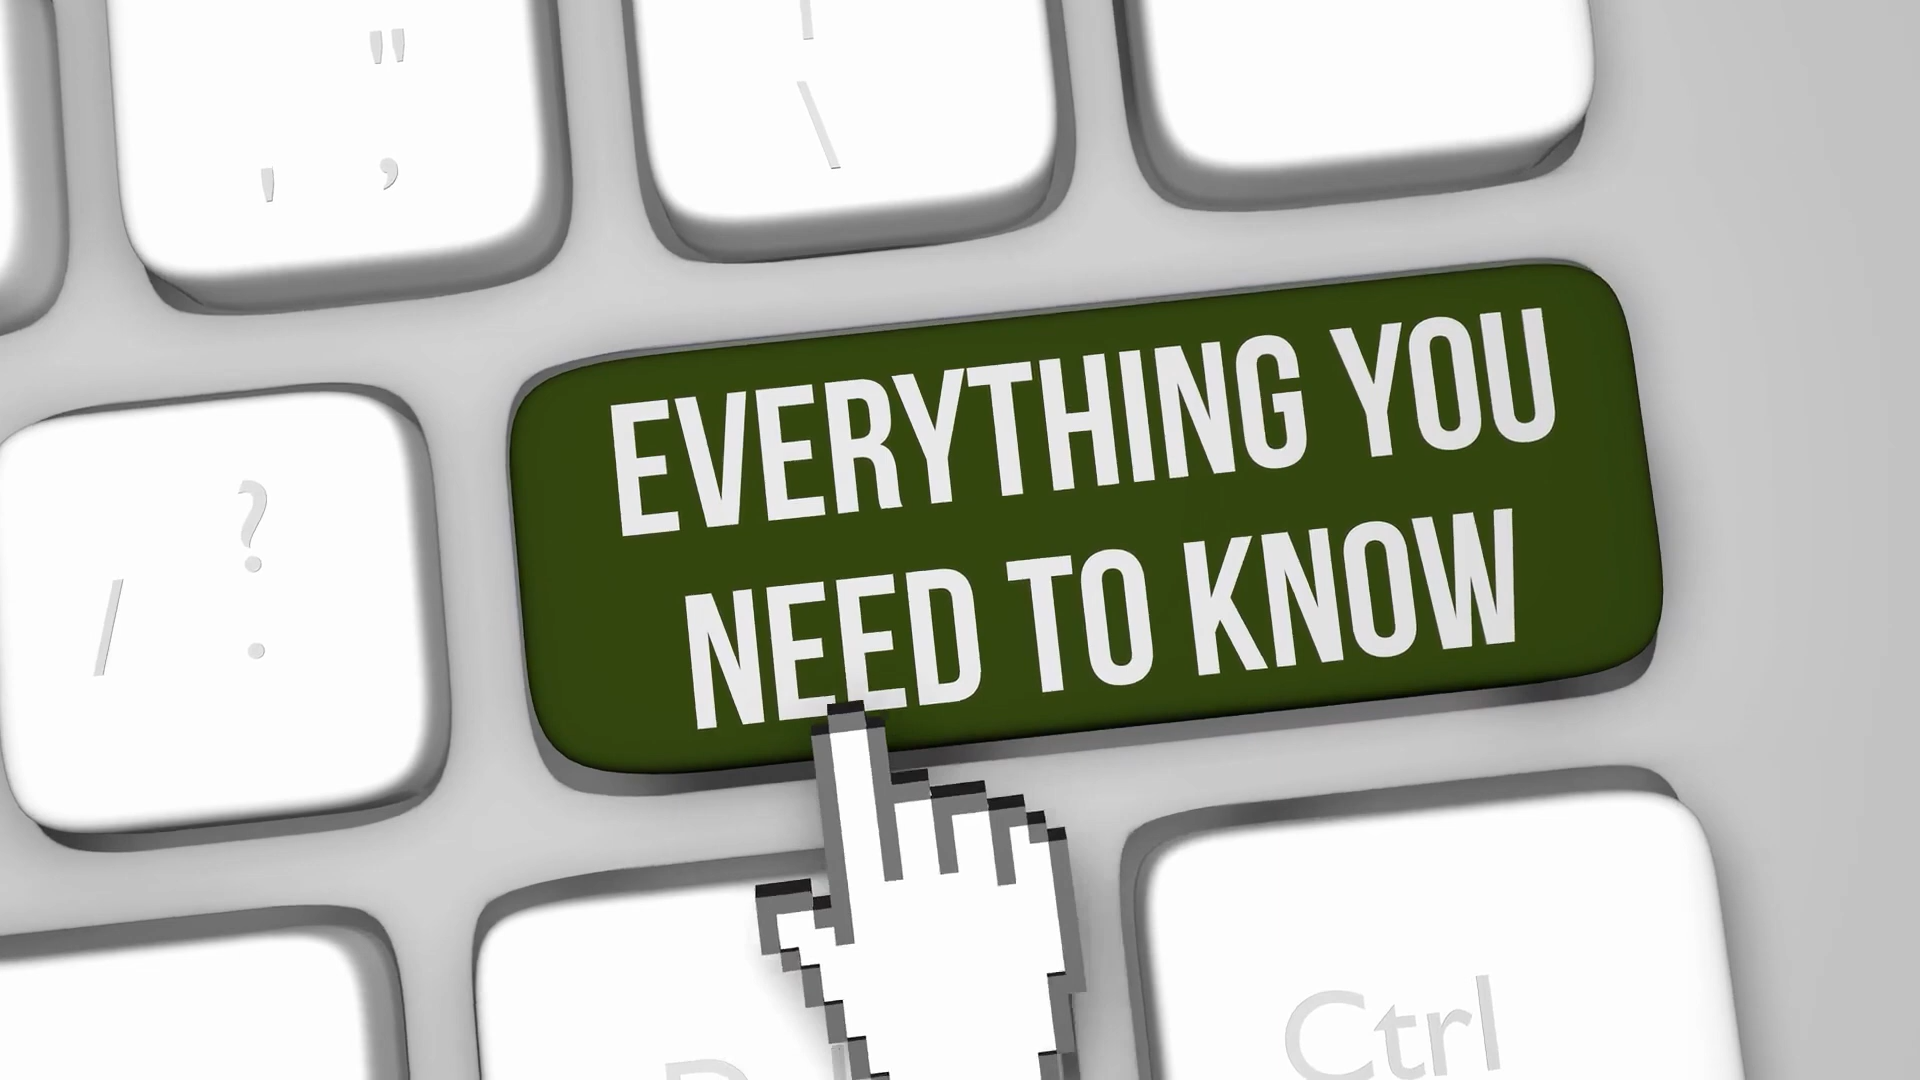 "
' ,
\
EVERYTHING YOU
NEED TO KNOW
?
/ .
Ctrl